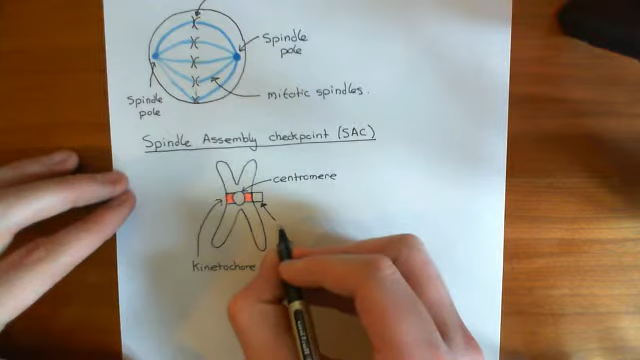 Spindle
pole
mitotic spindles.
Spindle
pole
Spindle Assembly checkpoint (SAC)
centromere
Kinetochore